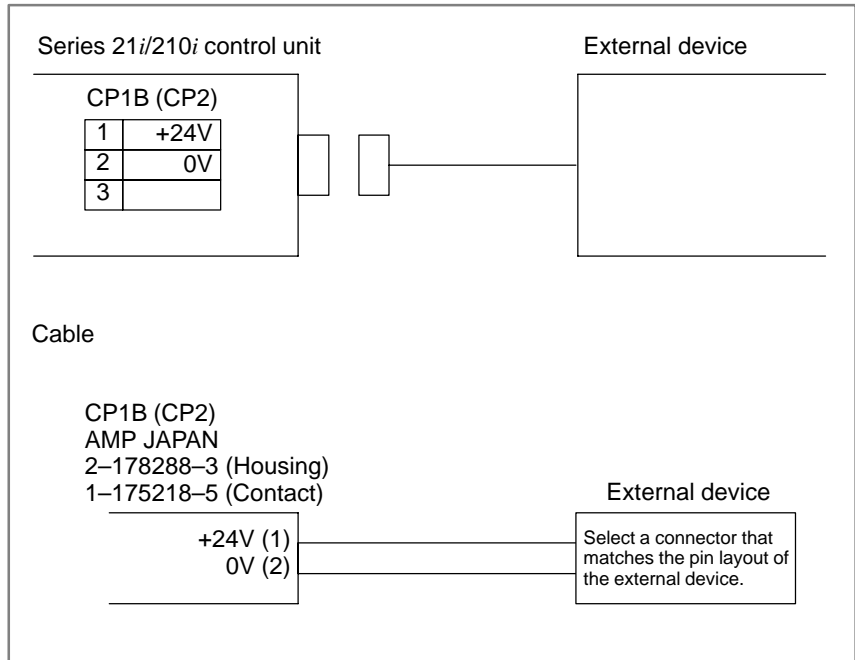 Series 21i/210i control unit
External device
CP1B (CP2)
1 +24V
2 0V
3
Cable
CP1B (CP2)
AMP JAPAN
2–178288–3 (Housing)
1–175218–5 (Contact)
External device
+24V (1)
0V (2)
Select a connector that
matches the pin layout of
the external device.